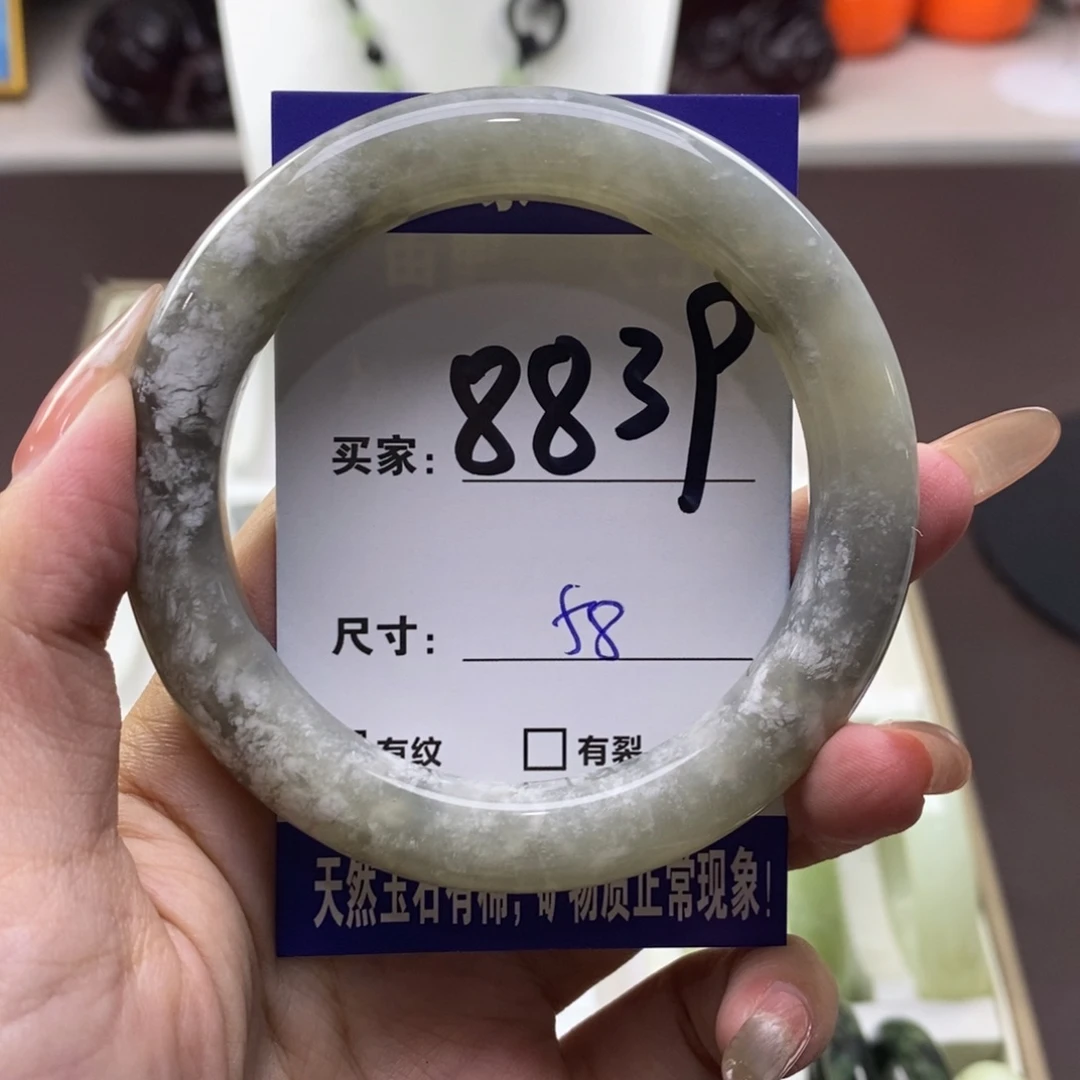 买家: 883P
尺寸: 58
有纹 有裂
天然玉石有棉, 矿物质正常现象!